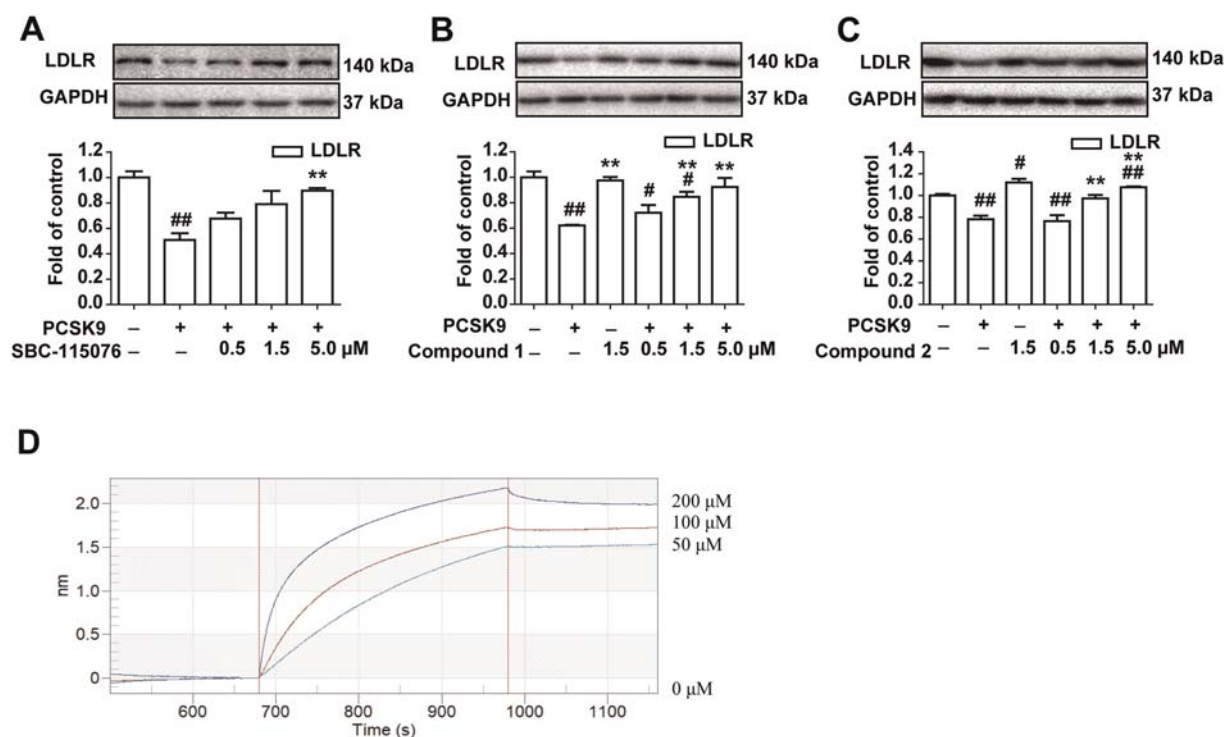 A
LDLR
140 kDa
GAPDH
37 kDa
LDLR
Fold of control
1.2
1.0
0.8
0.6
0.4
0.2
0.0
##
**
PCSK9 – + + + +
SBC-115076 – – 0.5 1.5 5.0 μM
B
LDLR
140 kDa
GAPDH
37 kDa
LDLR
Fold of control
1.2
1.0
0.8
0.6
0.4
0.2
0.0
##
**
#
**
#
**
PCSK9 – + – + + +
Compound 1 – – 1.5 0.5 1.5 5.0 μM
C
LDLR
140 kDa
GAPDH
37 kDa
LDLR
Fold of control
1.4
1.2
1.0
0.8
0.6
0.4
0.2
0.0
##
#
##
**
**
##
PCSK9 – + – + + +
Compound 2 – – 1.5 0.5 1.5 5.0 μM
D
nm
2.0
1.5
1.0
0.5
0
200 μM
100 μM
50 μM
0 μM
600 700 800 900 1000 1100
Time (s)